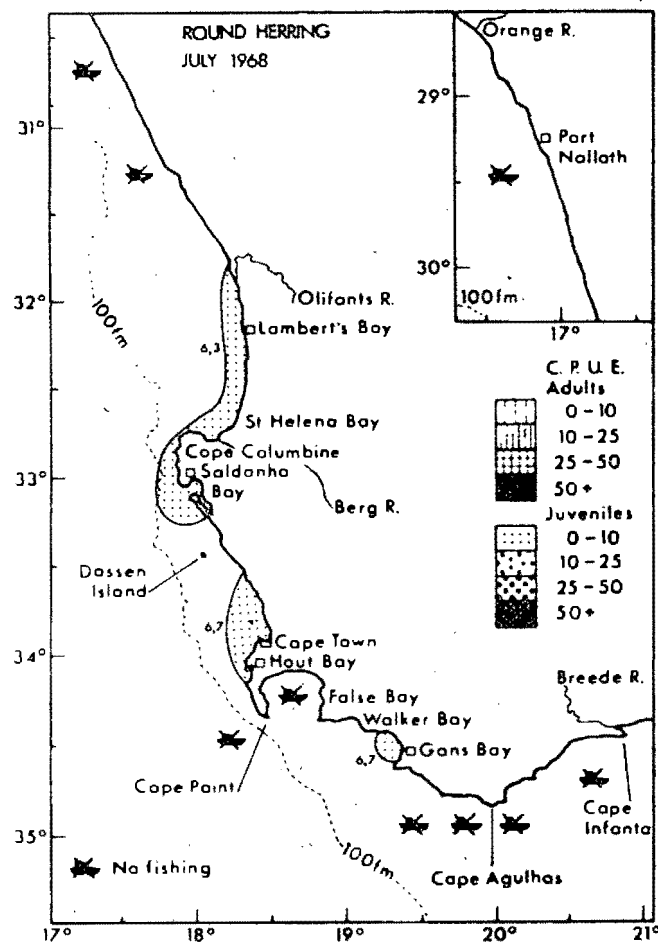 ROUND HERRING
JULY 1968
Orange R.
29°
Port
Nollath
30°
100fm
17°
31°
32°
33°
34°
35°
100fm
Olifants R.
Lambert's Bay
6,3
St Helena Bay
Cape Columbine
Saldanha
Bay
Berg R.
Dassen
Island
6,7
Cape Town
Hout Bay
False Bay
Walker Bay
6,7
Gans Bay
Breede R.
Cape Point
Cape
Infanta
Cape Agulhas
100fm
No fishing
C. P. U. E.
Adults
0-10
10-25
25-50
50+
Juveniles
0-10
10-25
25-50
50+
17°
18°
19°
20°
21°